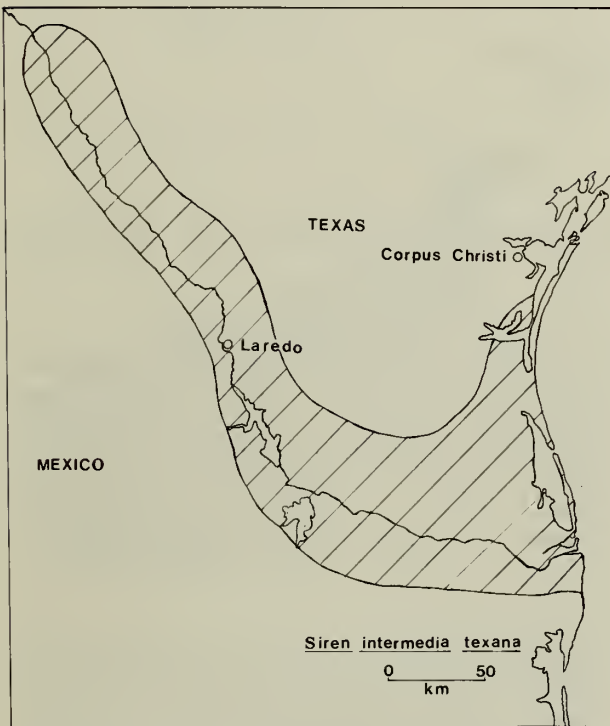 TEXAS
Corpus Christi
Laredo
MEXICO
Siren intermedia texana
0 50
km